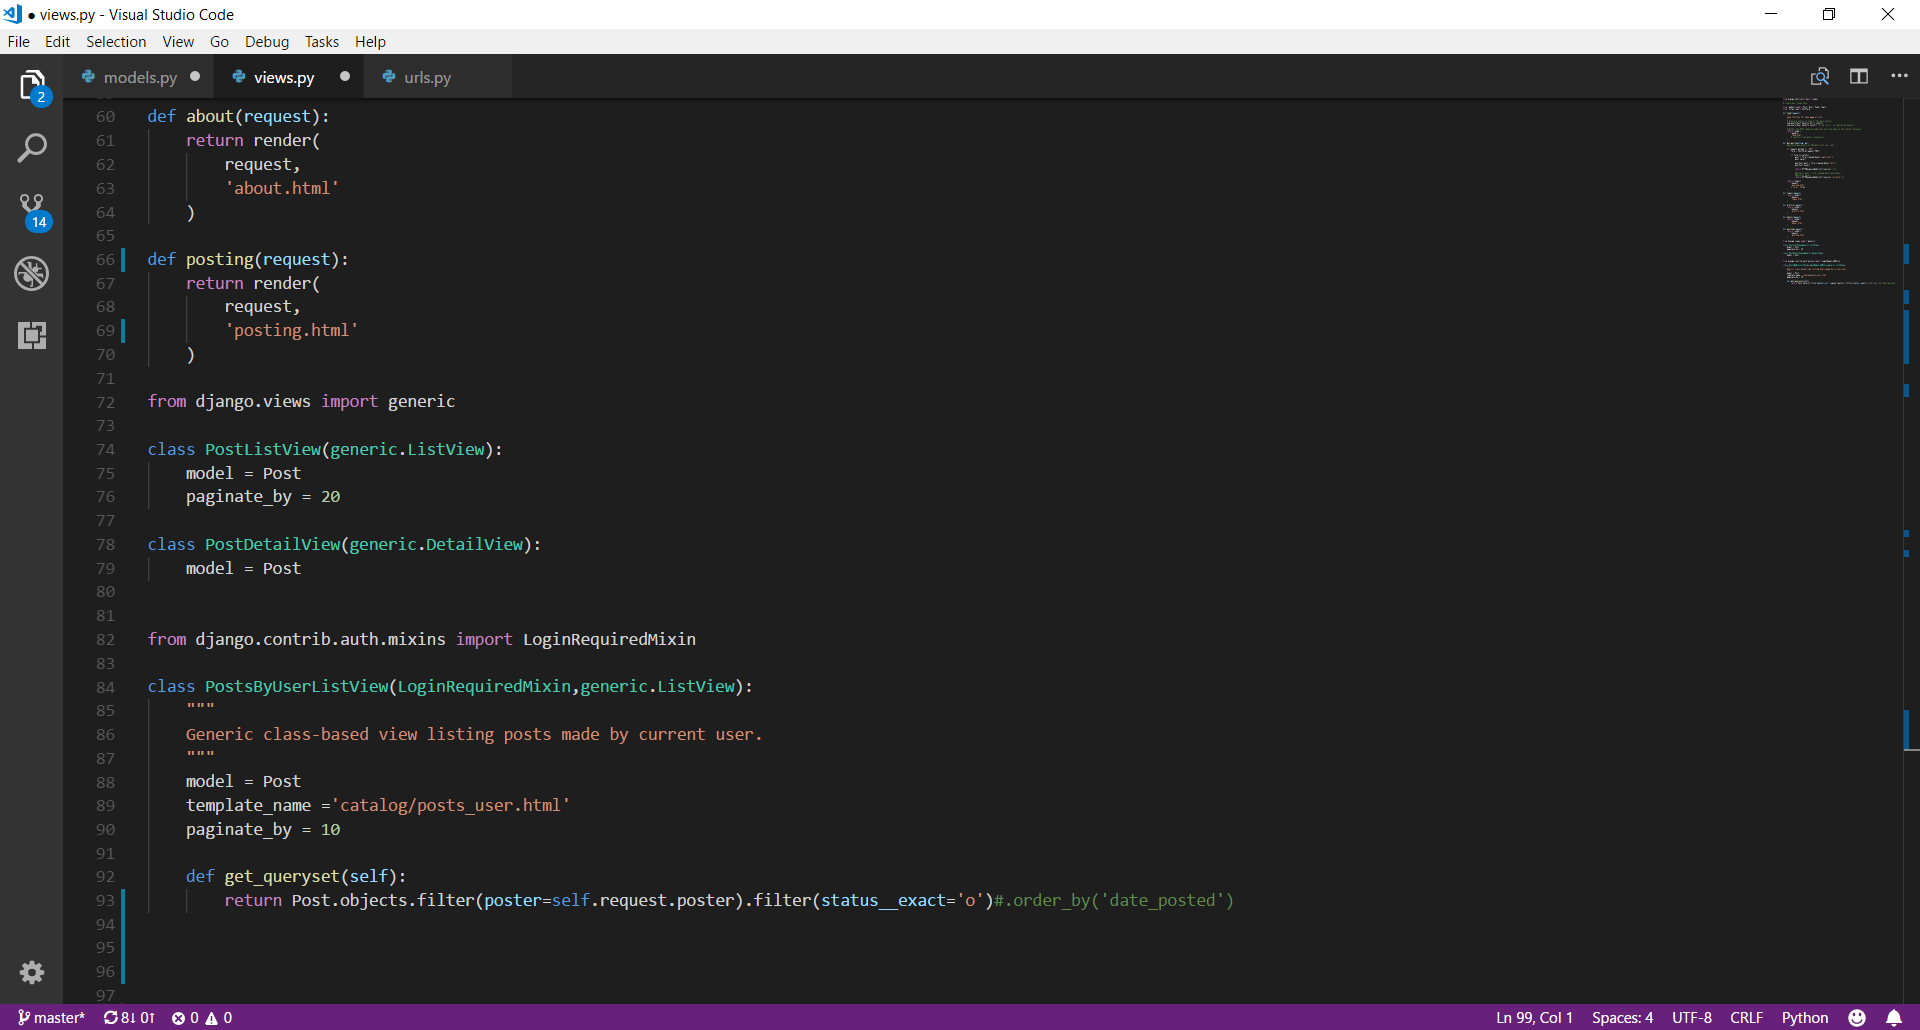 ● views.py - Visual Studio Code
File Edit Selection View Go Debug Tasks Help
models.py views.py urls.py
2
14
60 def about(request):
61 return render(
62 request,
63 'about.html'
64 )
65
66 def posting(request):
67 return render(
68 request,
69 'posting.html'
70 )
71
72 from django.views import generic
73
74 class PostListView(generic.ListView):
75 model = Post
76 paginate_by = 20
77
78 class PostDetailView(generic.DetailView):
79 model = Post
80
81
82 from django.contrib.auth.mixins import LoginRequiredMixin
83
84 class PostsByUserListView(LoginRequiredMixin,generic.ListView):
85 """
86 Generic class-based view listing posts made by current user.
87 """
88 model = Post
89 template_name ='catalog/posts_user.html'
90 paginate_by = 10
91
92 def get_queryset(self):
93 return Post.objects.filter(poster=self.request.poster).filter(status__exact='o')#.order_by('date_posted')
94
95
96
97
master* 8↓ 0↑ 0 0 Ln 99, Col 1 Spaces: 4 UTF-8 CRLF Python